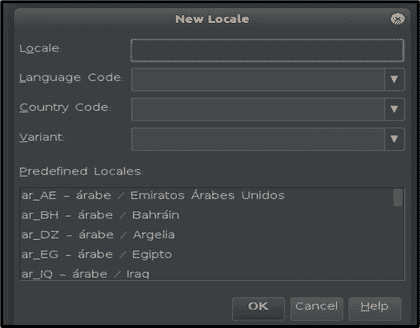 New Locale
Locale:
Language Code:
Country Code:
Variant:
Predefined Locales:
ar_AE - árabe / Emiratos Árabes Unidos
ar_BH - árabe / Bahráin
ar_DZ - árabe / Argelia
ar_EG - árabe / Egipto
ar_IQ - árabe / Iraq
OK
Cancel
Help